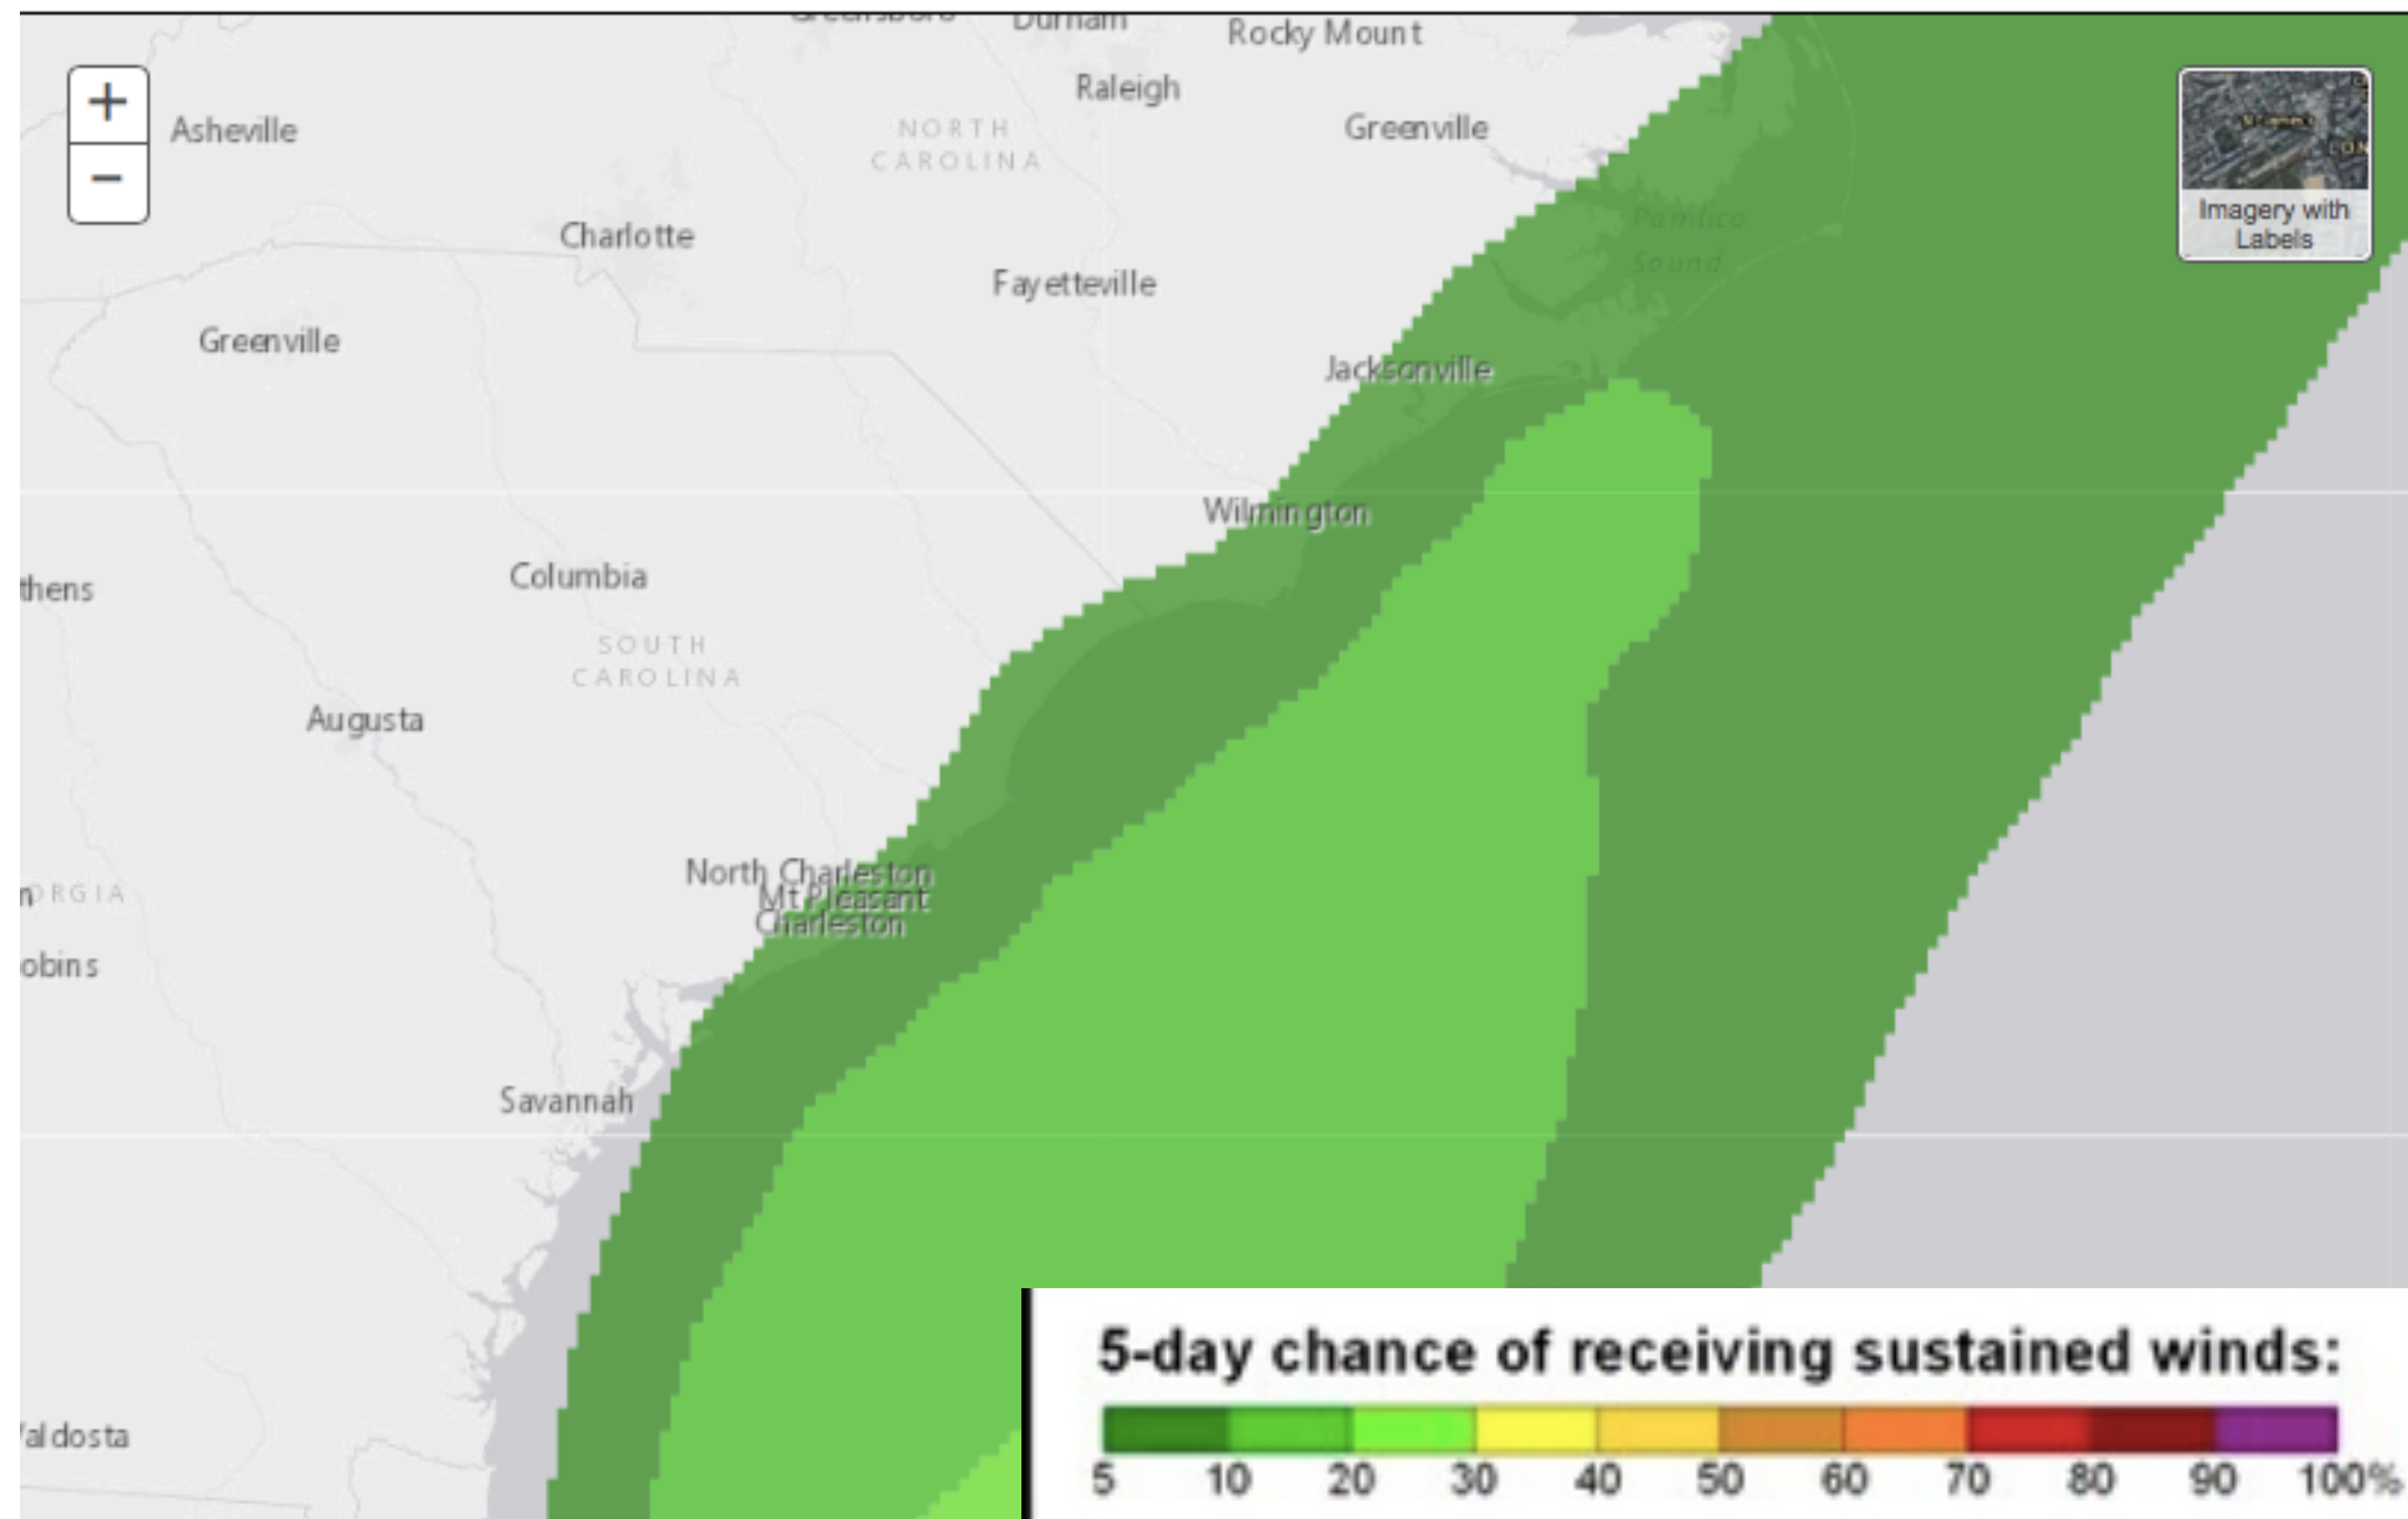 Greensboro
Durham
Rocky Mount
Raleigh
+
Asheville
NORTH
CAROLINA
Greenville
−
Imagery with
Labels
Pamlico
Sound
Charlotte
Fayetteville
Greenville
Jacksonville
Wilmington
Columbia
thens
SOUTH
CAROLINA
Augusta
North Charleston
Mt Pleasant
Charleston
ORGIA
obins
Savannah
5-day chance of receiving sustained winds:
5 10 20 30 40 50 60 70 80 90 100%
aldosta